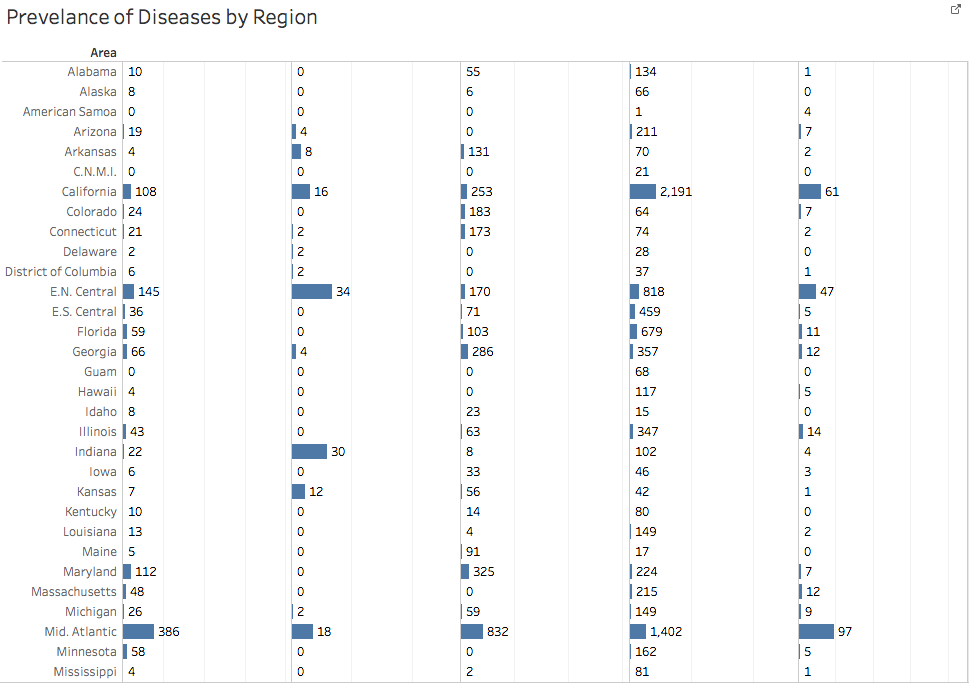 Prevelance of Diseases by Region
Area
Alabama 10 0 55 134 1
Alaska 8 0 6 66 0
American Samoa 0 0 0 1 4
Arizona 19 4 0 211 7
Arkansas 4 8 131 70 2
C.N.M.I. 0 0 0 21 0
California 108 16 253 2,191 61
Colorado 24 0 183 64 7
Connecticut 21 2 173 74 2
Delaware 2 2 0 28 0
District of Columbia 6 2 0 37 1
E.N. Central 145 34 170 818 47
E.S. Central 36 0 71 459 5
Florida 59 0 103 679 11
Georgia 66 4 286 357 12
Guam 0 0 0 68 0
Hawaii 4 0 0 117 5
Idaho 8 0 23 15 0
Illinois 43 0 63 347 14
Indiana 22 30 8 102 4
Iowa 6 0 33 46 3
Kansas 7 12 56 42 1
Kentucky 10 0 14 80 0
Louisiana 13 0 4 149 2
Maine 5 0 91 17 0
Maryland 112 0 325 224 7
Massachusetts 48 0 0 215 12
Michigan 26 2 59 149 9
Mid. Atlantic 386 18 832 1,402 97
Minnesota 58 0 0 162 5
Mississippi 4 0 2 81 1